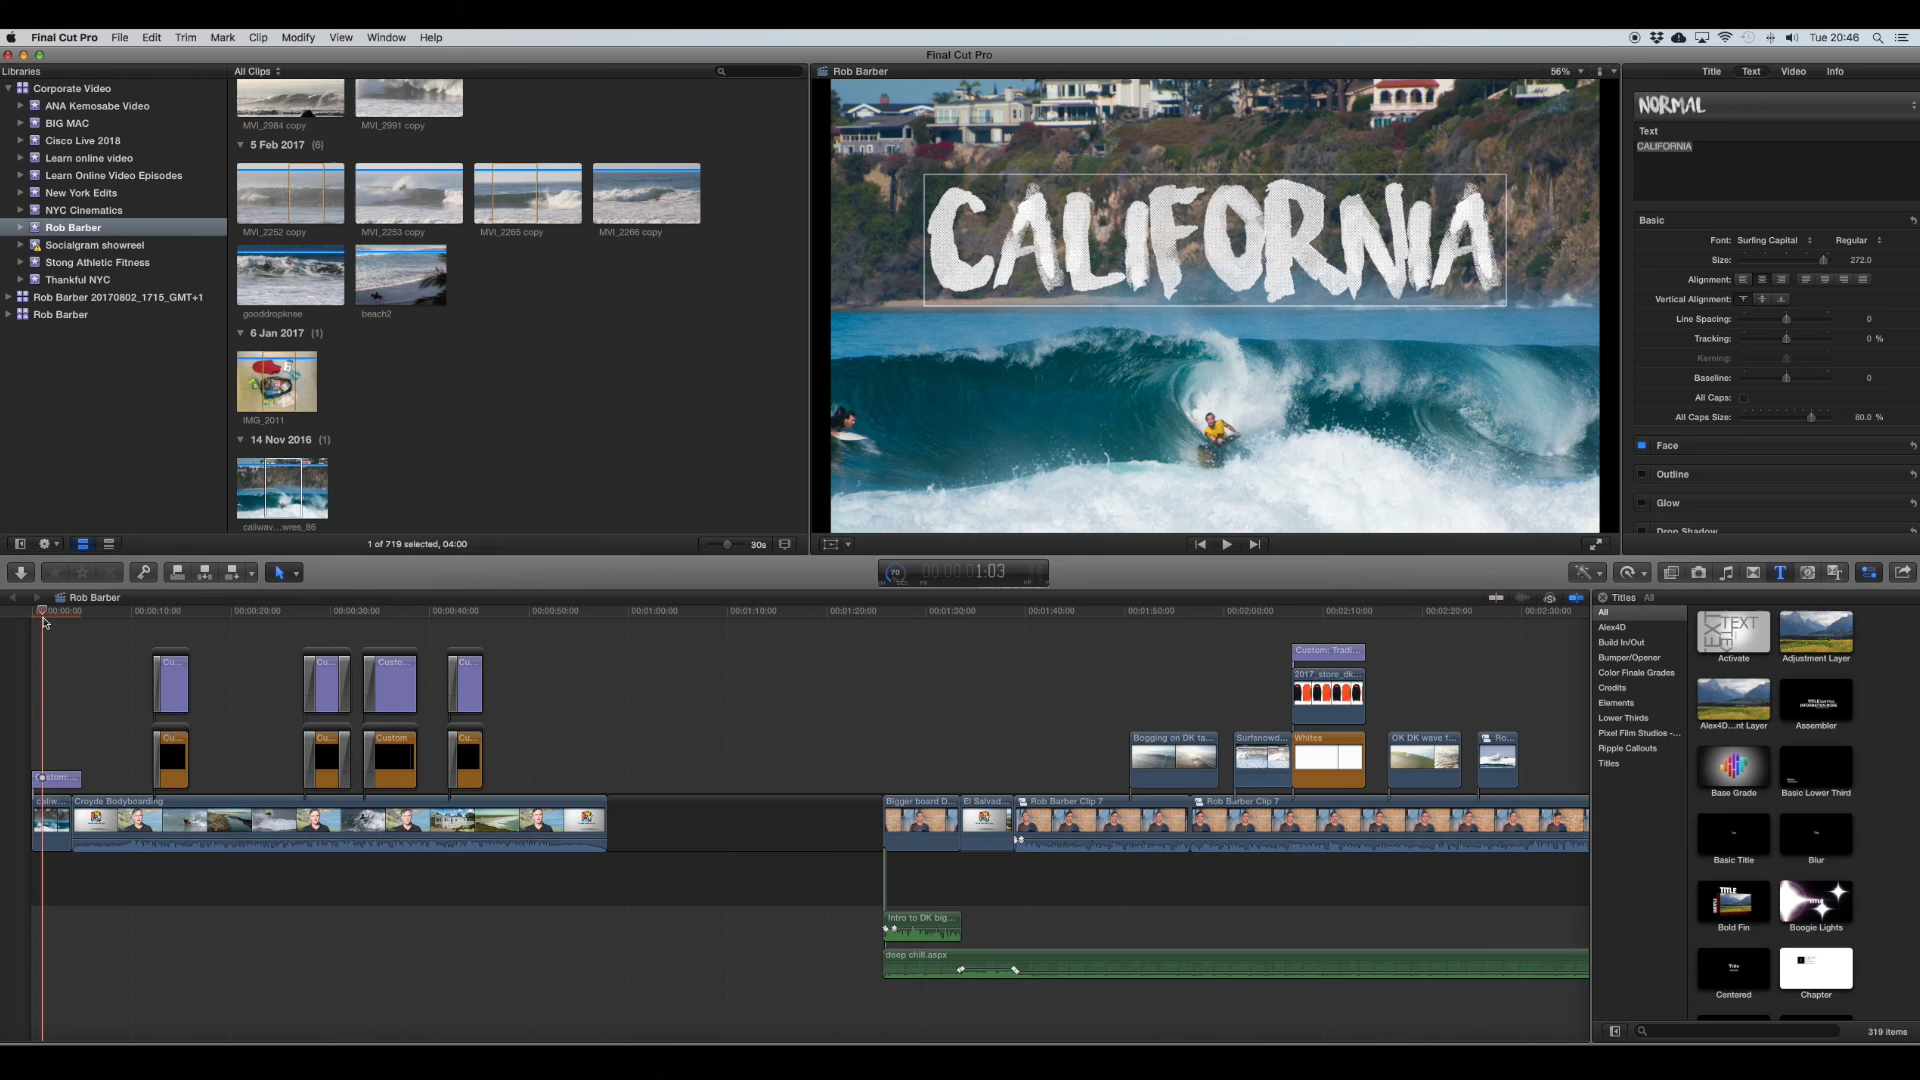 Final Cut Pro File Edit Trim Mark Clip Modify View Window Help
Tue 20:46
Final Cut Pro
Libraries
Corporate Video
ANA Kemosabe Video
BIG MAC
Cisco Live 2018
Learn online video
Learn Online Video Episodes
New York Edits
NYC Cinematics
Rob Barber
Socialgram showreel
Stong Athletic Fitness
Thankful NYC
Rob Barber 20170802_1715_GMT+1
Rob Barber
All Clips
MVI_2984 copy
MVI_2991 copy
5 Feb 2017 (6)
MVI_2252 copy
MVI_2253 copy
MVI_2265 copy
MVI_2266 copy
gooddropknee
beach2
6 Jan 2017 (1)
IMG_2011
14 Nov 2016 (1)
caliwav...wres_86
1 of 719 selected, 04:00
30s
Rob Barber
56%
CALIFORNIA
Title Text Video Info
NORMAL
Text
CALIFORNIA
Basic
Font: Surfing Capital Regular
Size: 272.0
Alignment:
Vertical Alignment:
Line Spacing: 0
Tracking: 0 %
Kerning:
Baseline: 0
All Caps:
All Caps Size: 80.0 %
Face
Outline
Glow
Drop Shadow
70
00:00:00:01:03
Rob Barber
00:00:00:00
00:00:10:00
00:00:20:00
00:00:30:00
00:00:40:00
00:00:50:00
00:01:00:00
00:01:10:00
00:01:20:00
00:01:30:00
00:01:40:00
00:01:50:00
00:02:00:00
00:02:10:00
00:02:20:00
00:02:30:00
Cu...
Cu...
Custo...
Cu...
Custom: Tradi...
2017_store_dk...
Cu...
Cu...
Custom
Cu...
Bogging on DK ta...
Surfsnowd...
Whites
OK DK wave f...
Ro...
Custom:...
caliw...
Croyde Bodyboarding
Bigger board D...
El Salvad...
Rob Barber Clip 7
Rob Barber Clip 7
Intro to DK big...
deep chill.aspx
Titles All
All
Alex4D
Build In/Out
Bumper/Opener
Color Finale Grades
Credits
Elements
Lower Thirds
Pixel Film Studios -...
Ripple Callouts
Titles
Activate
Adjustment Layer
Alex4D...nt Layer
Assembler
Base Grade
Basic Lower Third
Basic Title
Blur
Bold Fin
Boogie Lights
Centered
Chapter
319 items